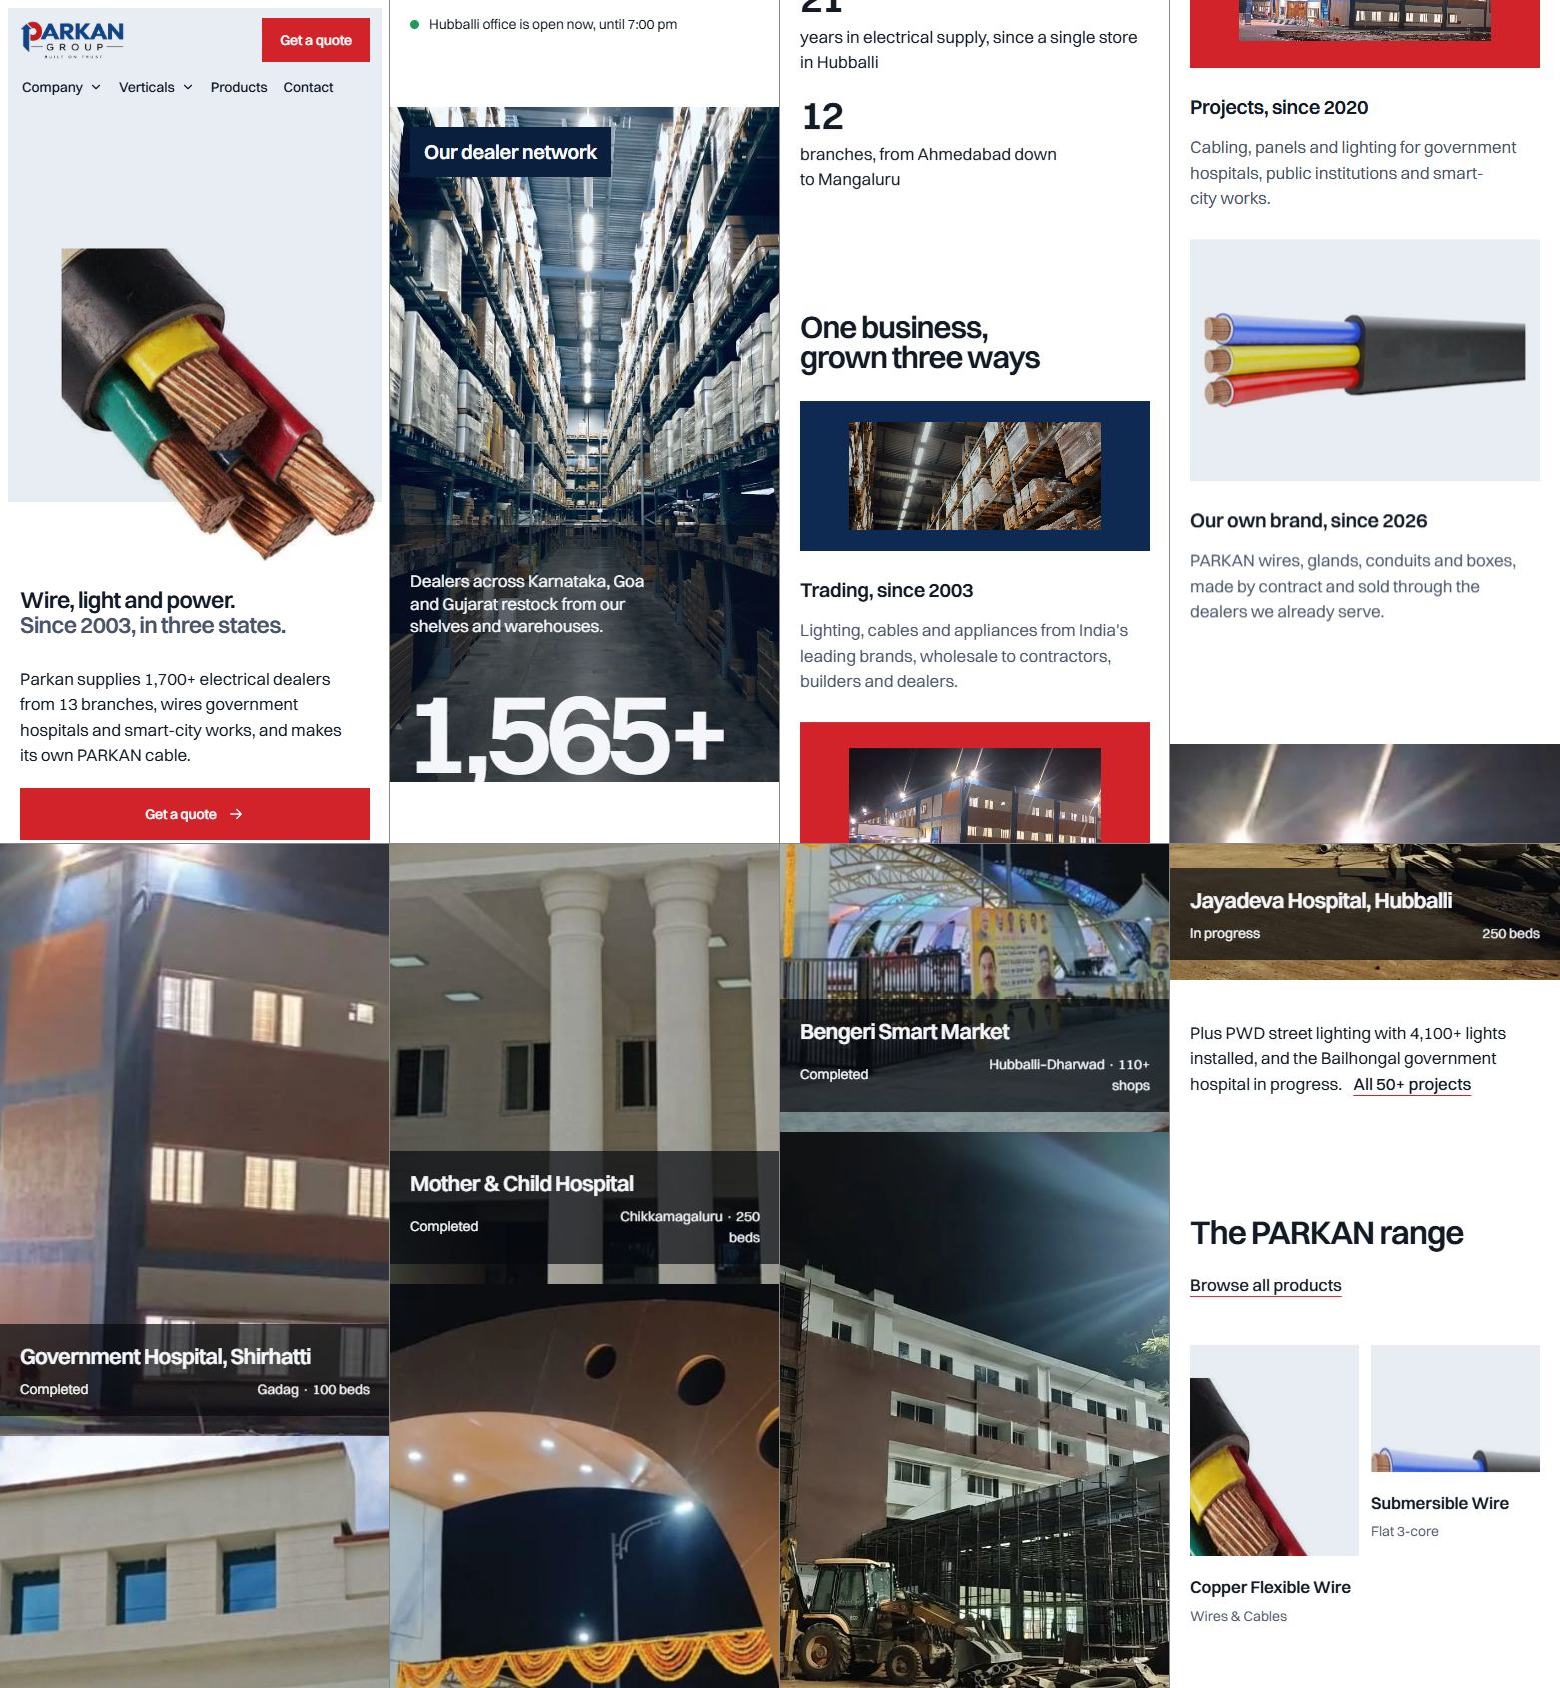 PARKAN
GROUP
BUILT ON TRUST
Get a quote
Company
Verticals
Products
Contact
Wire, light and power.
Since 2003, in three states.
Parkan supplies 1,700+ electrical dealers
from 13 branches, wires government
hospitals and smart-city works, and makes
its own PARKAN cable.
Get a quote →
Hubballi office is open now, until 7:00 pm
Our dealer network
Dealers across Karnataka, Goa
and Gujarat restock from our
shelves and warehouses.
1,565+
21
years in electrical supply, since a single store
in Hubballi
12
branches, from Ahmedabad down
to Mangaluru
One business,
grown three ways
Trading, since 2003
Lighting, cables and appliances from India's
leading brands, wholesale to contractors,
builders and dealers.
Projects, since 2020
Cabling, panels and lighting for government
hospitals, public institutions and smart-
city works.
Our own brand, since 2026
PARKAN wires, glands, conduits and boxes,
made by contract and sold through the
dealers we already serve.
Government Hospital, Shirhatti
Completed
Gadag · 100 beds
Mother & Child Hospital
Completed
Chikkamagaluru · 250
beds
Bengeri Smart Market
Completed
Hubballi-Dharwad · 110+
shops
Jayadeva Hospital, Hubballi
In progress
250 beds
Plus PWD street lighting with 4,100+ lights
installed, and the Bailhongal government
hospital in progress. All 50+ projects
The PARKAN range
Browse all products
Submersible Wire
Flat 3-core
Copper Flexible Wire
Wires & Cables